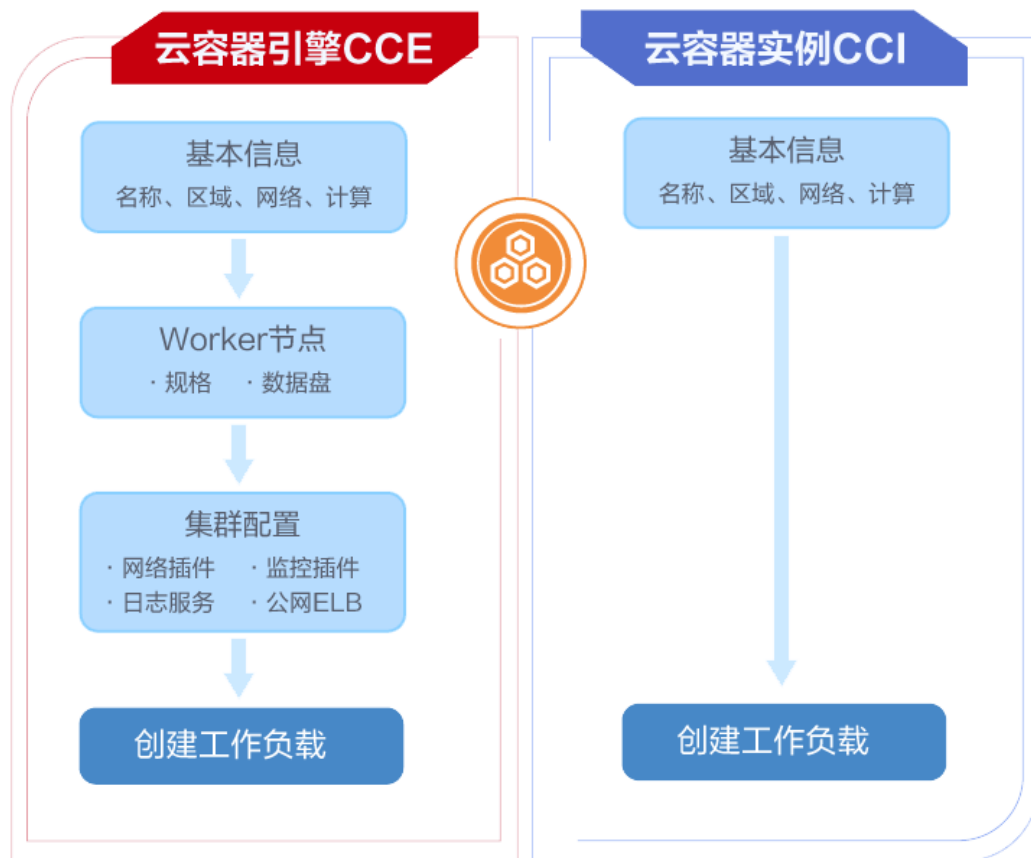 云容器引擎CCE
基本信息
名称、区域、网络、计算
Worker节点
· 规格 · 数据盘
集群配置
· 网络插件 · 监控插件
· 日志服务 · 公网ELB
创建工作负载
云容器实例CCI
基本信息
名称、区域、网络、计算
创建工作负载